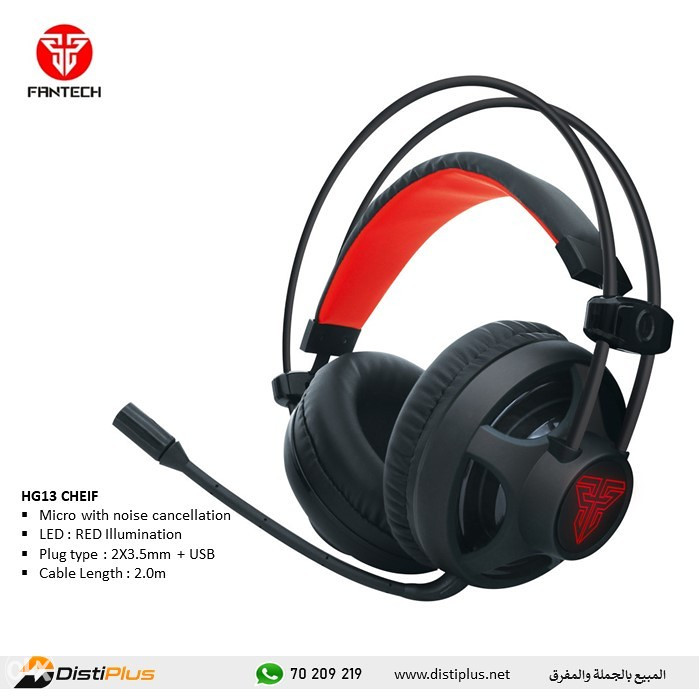 FANTECH
HG13 CHEIF
▪ Micro with noise cancellation
▪ LED : RED Illumination
▪ Plug type : 2X3.5mm + USB
▪ Cable Length : 2.0m
DistiPlus
70 209 219
www.distiplus.net
المبيع بالجملة والمفرق